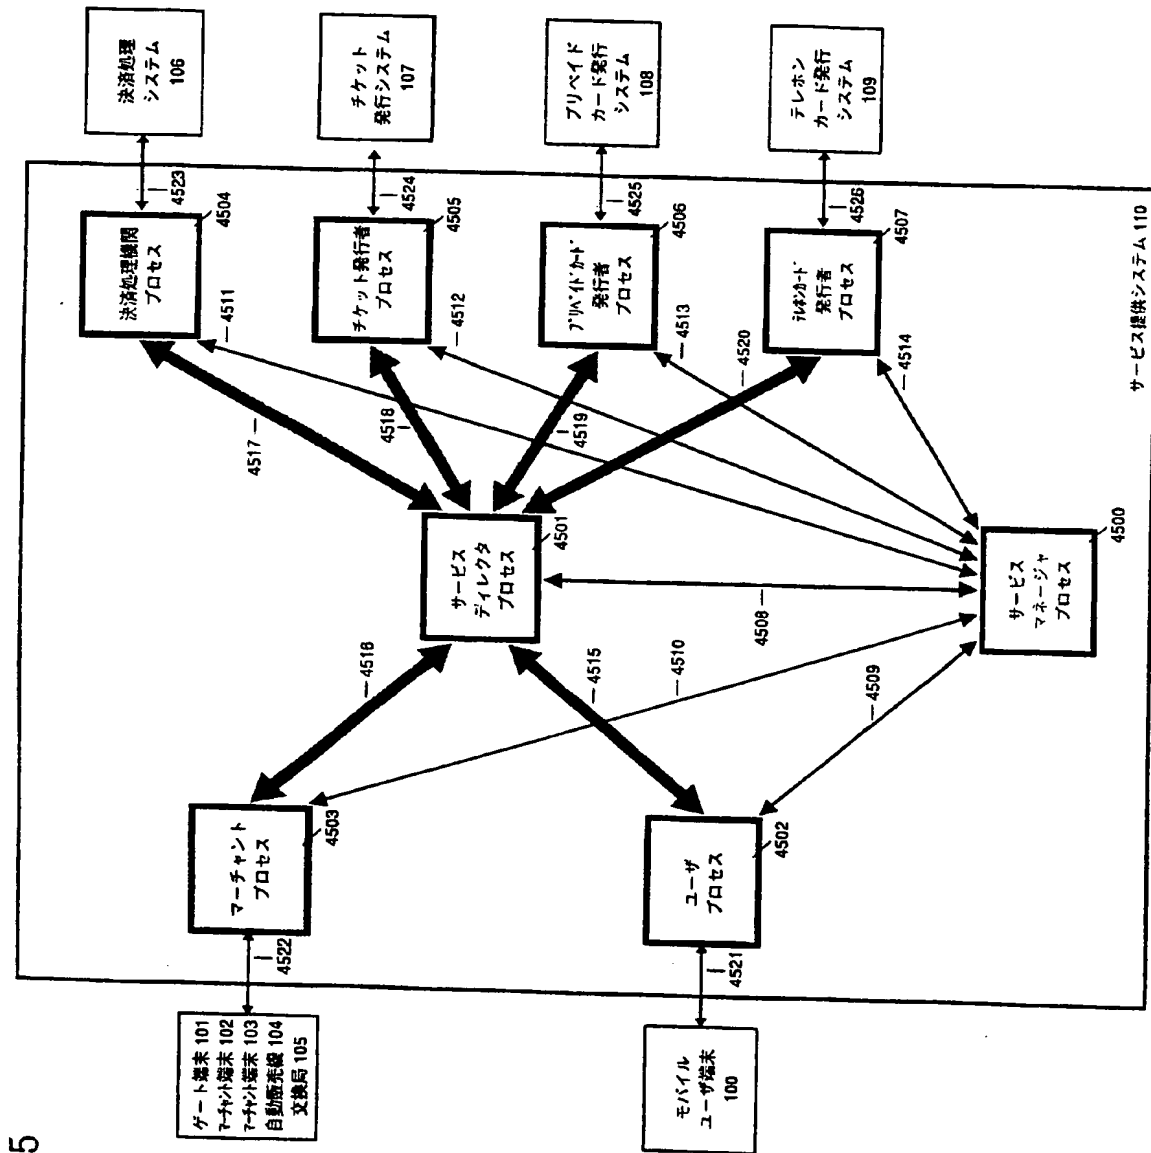 5
ゲート端末 101
マーチャント端末 102
マーチャント端末 103
自動販売機 104
交換局 105
4522
マーチャント
プロセス
4503
モバイル
ユーザ端末
100
4521
ユーザ
プロセス
4502
4516
4515
4510
4509
4508
サービス
ディレクタ
プロセス
4501
サービス
マネージャ
プロセス
4500
4517
4518
4519
4520
4511
4512
4513
4514
決済処理機関
プロセス
4504
4523
決済処理
システム
106
チケット発行者
プロセス
4505
4524
チケット
発行システム
107
プリペイドカード
発行者
プロセス
4506
4525
プリペイド
カード発行
システム
108
テレホンカード
発行者
プロセス
4507
4526
テレホン
カード発行
システム
109
サービス提供システム 110